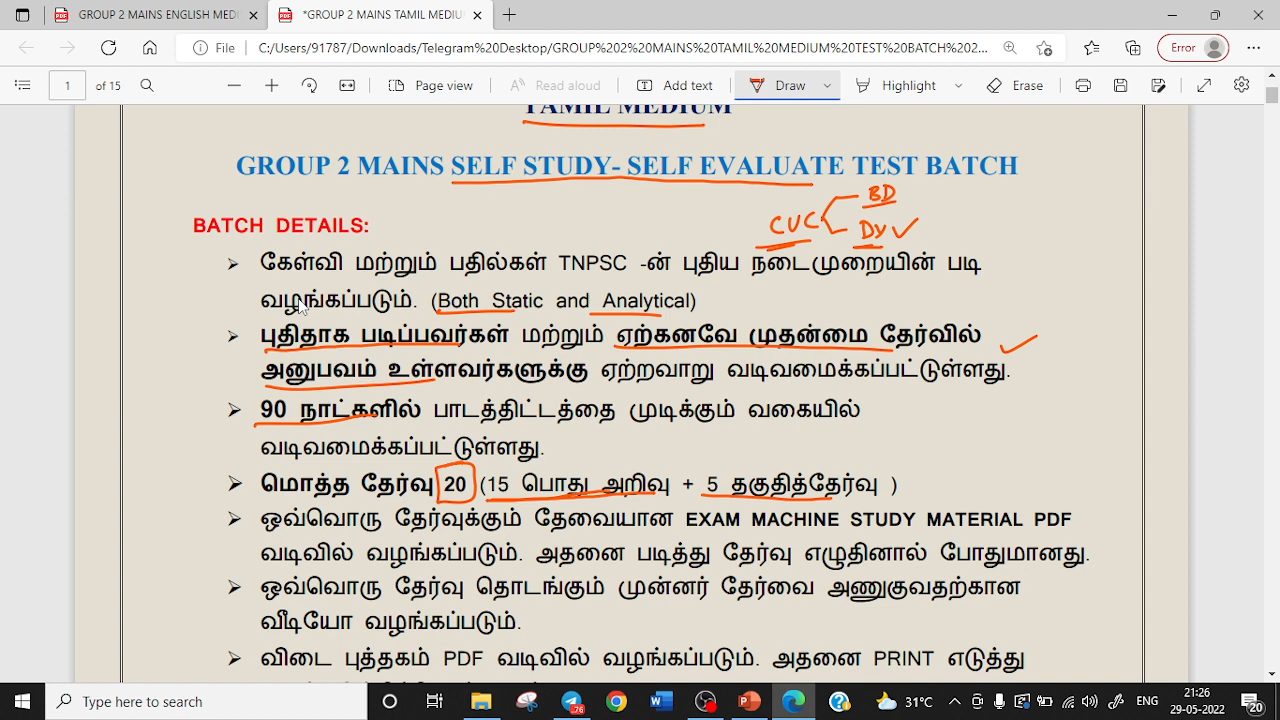 GROUP 2 MAINS ENGLISH MEDI
*GROUP 2 MAINS TAMIL MEDIU
File
C:/Users/91787/Downloads/Telegram%20Desktop/GROUP%202%20MAINS%20TAMIL%20MEDIUM%20TEST%20BATCH%202...
Error
1 of 15
Page view
Read aloud
Add text
Draw
Highlight
Erase
TAMIL MEDIUM
GROUP 2 MAINS SELF STUDY- SELF EVALUATE TEST BATCH
BD
CUC
Dy
BATCH DETAILS:
கேள்வி மற்றும் பதில்கள் TNPSC -ன் புதிய நடைமுறையின் படி
வழங்கப்படும். (Both Static and Analytical)
புதிதாக படிப்பவர்கள் மற்றும் ஏற்கனவே முதன்மை தேர்வில்
அனுபவம் உள்ளவர்களுக்கு ஏற்றவாறு வடிவமைக்கப்பட்டுள்ளது.
90 நாட்களில் பாடத்திட்டத்தை முடிக்கும் வகையில்
வடிவமைக்கப்பட்டுள்ளது.
மொத்த தேர்வு 20 (15 பொது அறிவு + 5 தகுதித்தேர்வு )
ஒவ்வொரு தேர்வுக்கும் தேவையான EXAM MACHINE STUDY MATERIAL PDF
வடிவில் வழங்கப்படும். அதனை படித்து தேர்வு எழுதினால் போதுமானது.
ஒவ்வொரு தேர்வு தொடங்கும் முன்னர் தேர்வை அணுகுவதற்கான
வீடியோ வழங்கப்படும்.
விடை புத்தகம் PDF வடிவில் வழங்கப்படும். அதனை PRINT எடுத்து
Type here to search
76
31°C
ENG
21:26
29-05-2022
20